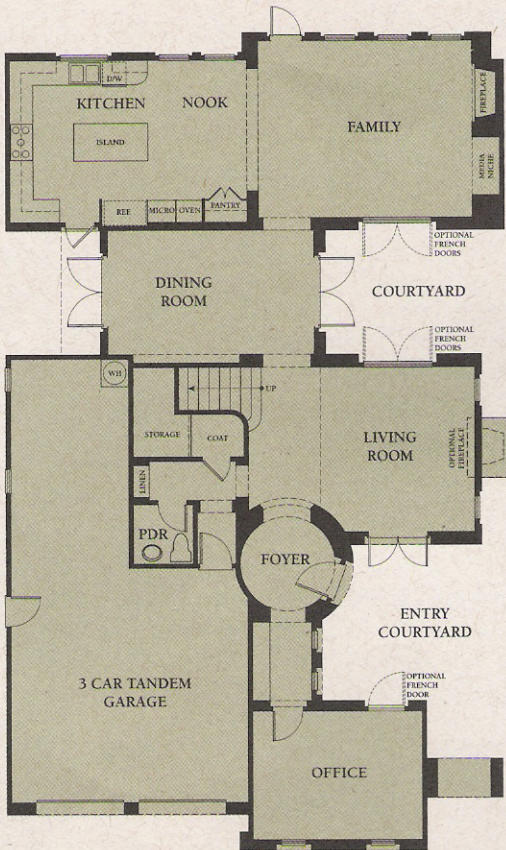 D/W
KITCHEN
NOOK
ISLAND
FAMILY
FIREPLACE
MEDIA
NICHE
REF
MICRO
OVEN
PANTRY
OPTIONAL
FRENCH
DOORS
DINING
ROOM
COURTYARD
OPTIONAL
FRENCH
DOORS
WH
UP
STORAGE
COAT
LIVING
ROOM
OPTIONAL
FIREPLACE
LINEN
PDR
FOYER
ENTRY
COURTYARD
3 CAR TANDEM
GARAGE
OPTIONAL
FRENCH
DOOR
OFFICE